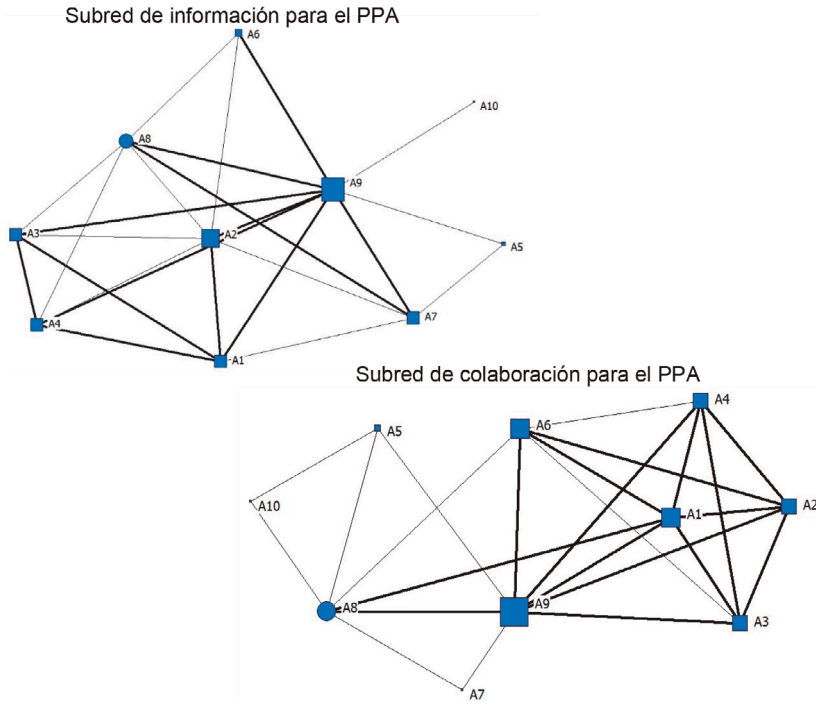 Subred de información para el PPA
A6
A10
A8
A9
A3
A2
A5
A4
A7
A1
Subred de colaboración para el PPA
A4
A6
A5
A10
A2
A1
A8
A9
A3
A7